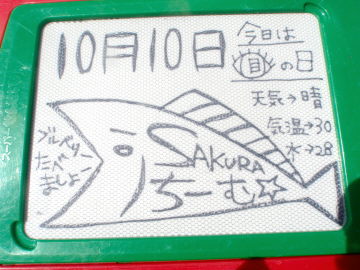 10月10日
今日は
目の日
天気→晴
気温→30
水→28
ブルーベリー
たべ
ましょー
SAKURA
ちーむ☆